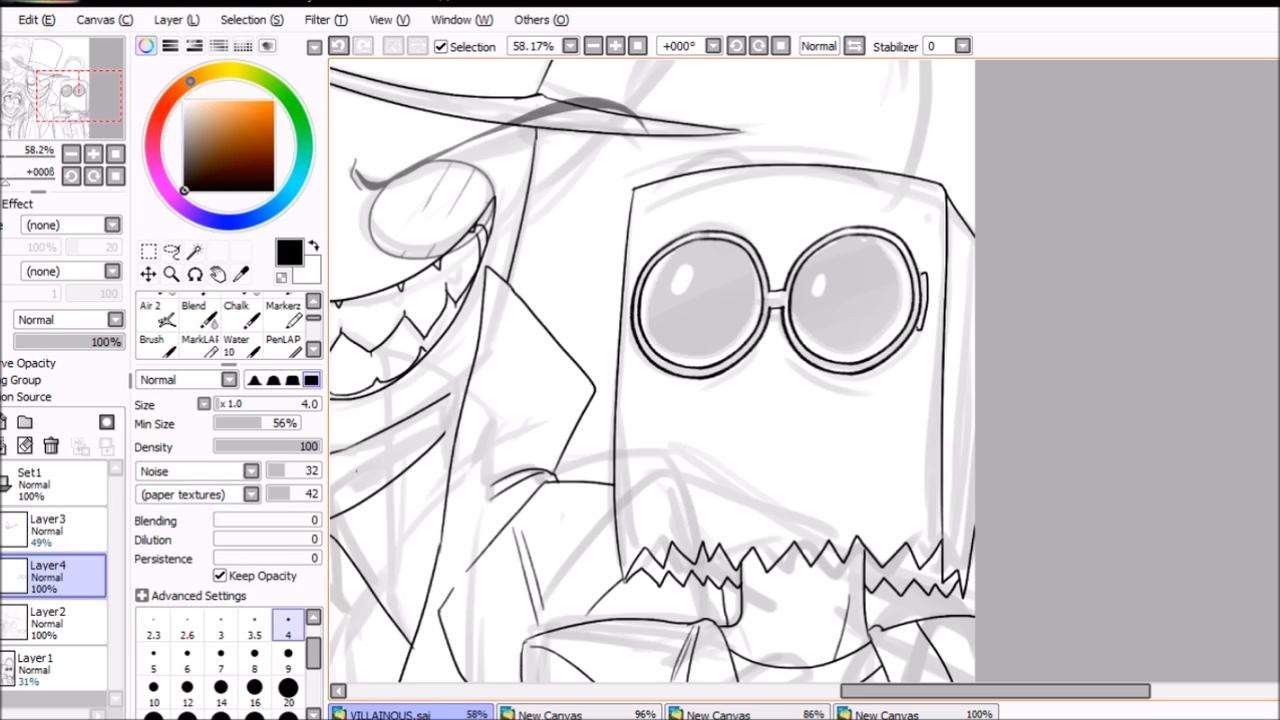 Edit (E) Canvas (C) Layer (L) Selection (S) Filter (T) View (V) Window (W) Others (O)
Selection 58.17% +000° Normal Stabilizer 0
58.2%
+0008
Effect
(none)
100% 20
(none)
1 100
Normal
100%
ve Opacity
g Group
on Source
Set1
Normal
100%
Layer3
Normal
49%
Layer4
Normal
100%
Layer2
Normal
100%
Layer1
31%
Air 2 Blend Chalk Markerz
Brush MarkLAP Water 10 PenLAP
Normal
Size x 1.0 4.0
Min Size 56%
Density 100
Noise 32
(paper textures) 42
Blending 0
Dilution 0
Persistence 0
Keep Opacity
Advanced Settings
2.3 2.6 3 3.5 4
5 6 7 8 9
10 12 14 16 20
VILLAINOUS.sai 58% New Canvas 96% New Canvas 86% New Canvas 100%